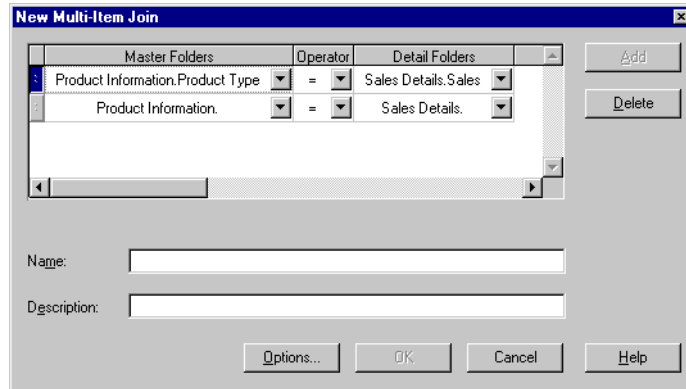 New Multi-Item Join
Master Folders Operator Detail Folders
Add
Product Information.Product Type = Sales Details.Sales
Product Information. = Sales Details.
Delete
Name:
Description:
Options... OK Cancel Help